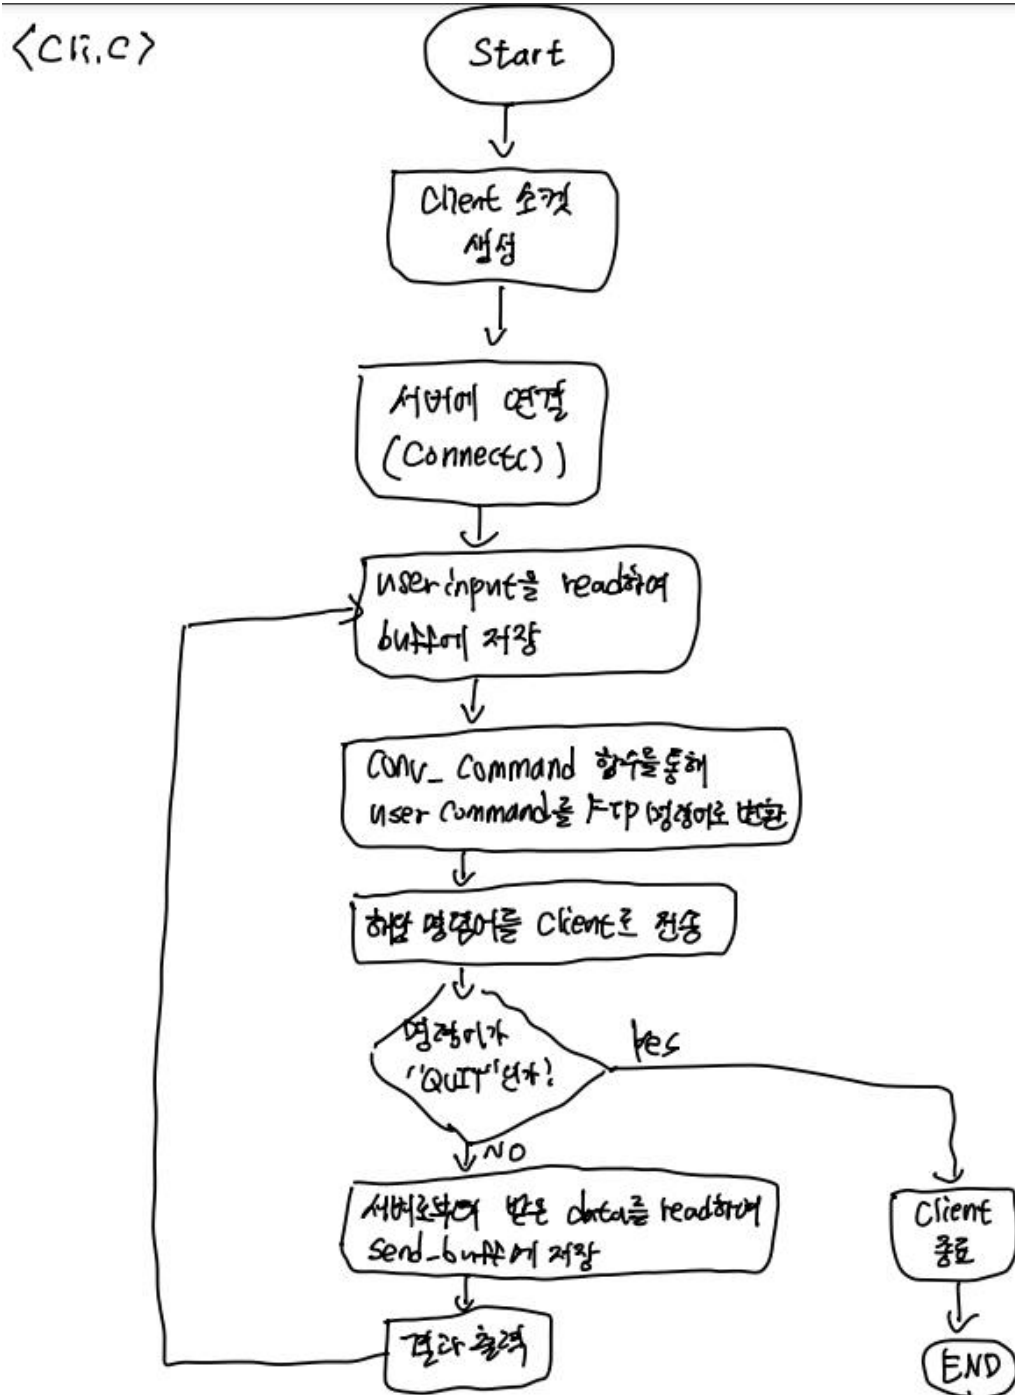 <cli.c>
Start
Client 소켓
생성
서버에 연결
(Connect())
user input을 read하여
buff에 저장
Conv_ Command 함수를 통해
user command를 FTP 명령어로 변환
해당 명령어를 Client로 전송
명령어가
"QUIT"인가?
Yes
NO
서버로부터 받은 data를 read하여
send_buff에 저장
Client
종료
결과 출력
END